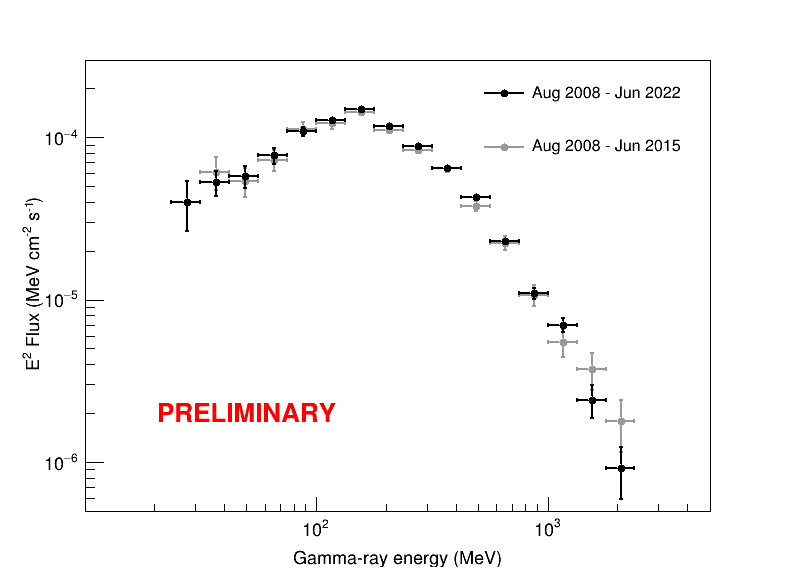 Aug 2008 - Jun 2022
Aug 2008 - Jun 2015
10⁻⁴
10⁻⁵
10⁻⁶
E² Flux (MeV cm⁻² s⁻¹)
PRELIMINARY
10² 10³
Gamma-ray energy (MeV)